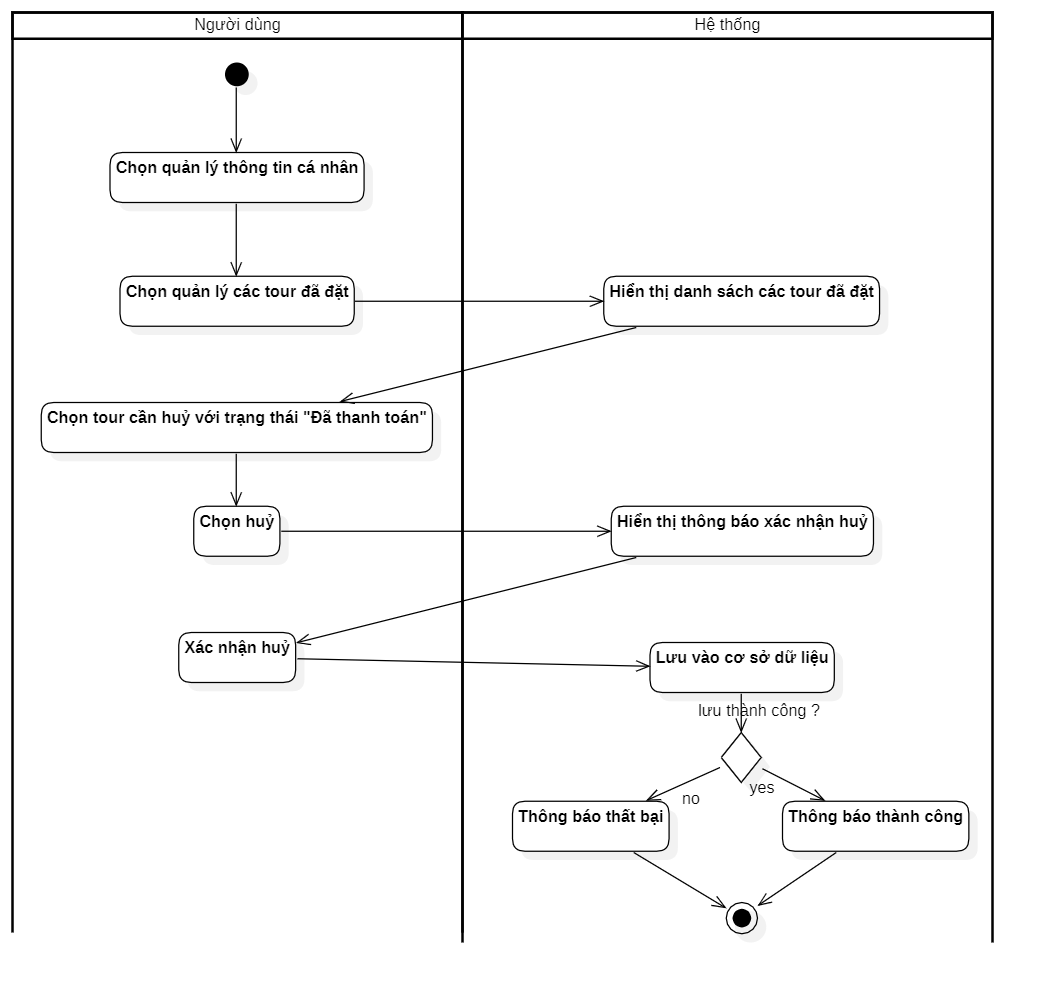 Người dùng
Hệ thống
Chọn quản lý thông tin cá nhân
Chọn quản lý các tour đã đặt
Hiển thị danh sách các tour đã đặt
Chọn tour cần huỷ với trạng thái "Đã thanh toán"
Chọn huỷ
Hiển thị thông báo xác nhận huỷ
Xác nhận huỷ
Lưu vào cơ sở dữ liệu
lưu thành công ?
no
yes
Thông báo thất bại
Thông báo thành công